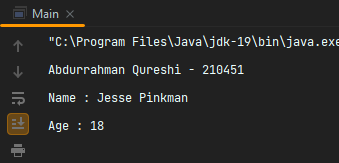 Main
"C:\Program Files\Java\jdk-19\bin\java.exe
Abdurrahman Qureshi - 210451
Name : Jesse Pinkman
Age : 18